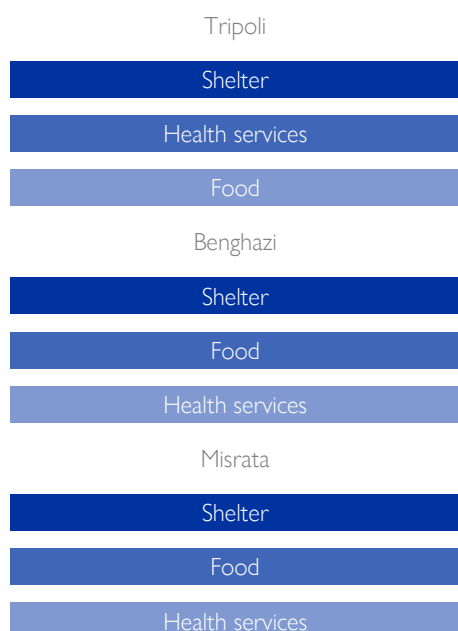 Tripoli
Shelter
Health services
Food
Benghazi
Shelter
Food
Health services
Misrata
Shelter
Food
Health services